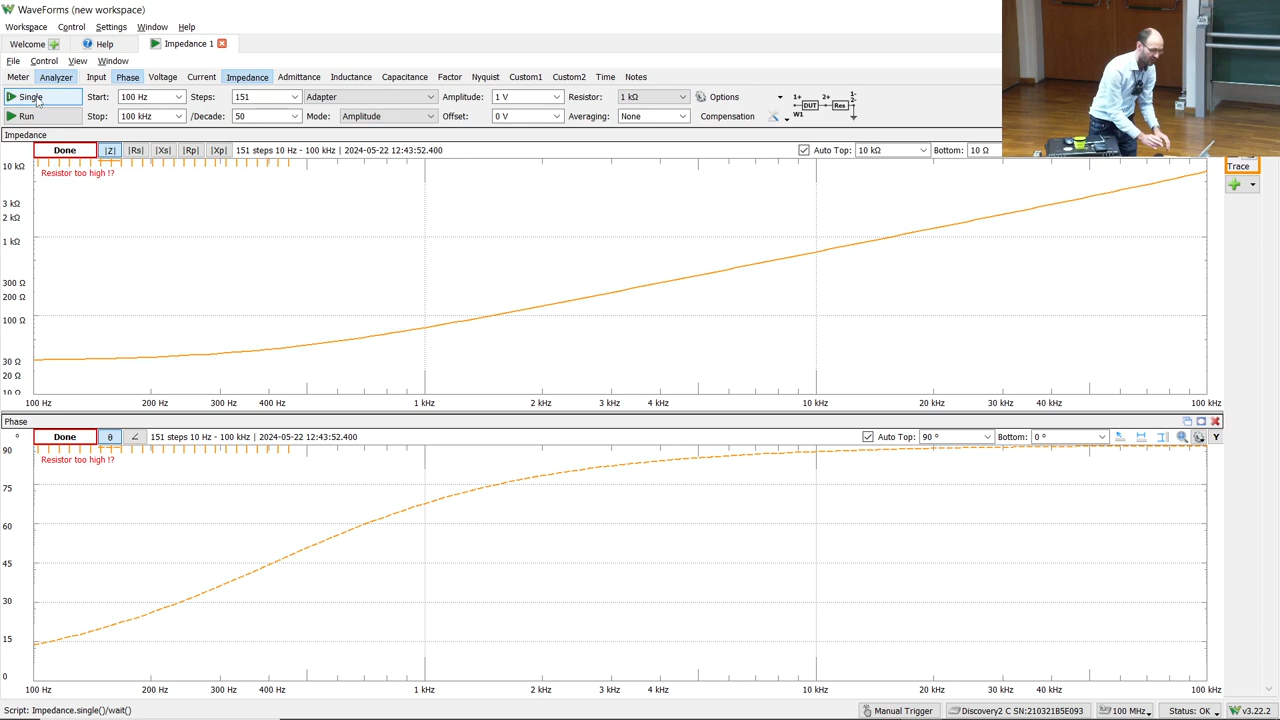 WaveForms (new workspace)
Workspace Control Settings Window Help
Welcome Help Impedance 1
File Control View Window
Meter Analyzer Input Phase Voltage Current Impedance Admittance Inductance Capacitance Factor Nyquist Custom1 Custom2 Time Notes
Single Start: 100 Hz Steps: 151 Adapter Amplitude: 1 V Resistor: 1 kΩ Options
Run Stop: 100 kHz /Decade: 50 Mode: Amplitude Offset: 0 V Averaging: None Compensation
1+ 2+ 1-
DUT Res 2-
W1
Impedance
Done |Z| |Rs| |Xs| |Rp| |Xp| 151 steps 10 Hz - 100 kHz | 2024-05-22 12:43:52.400 Auto Top: 10 kΩ Bottom: 10 Ω
Trace
10 kΩ
Resistor too high !?
3 kΩ
2 kΩ
1 kΩ
300 Ω
200 Ω
100 Ω
30 Ω
20 Ω
10 Ω
100 Hz 200 Hz 300 Hz 400 Hz 1 kHz 2 kHz 3 kHz 4 kHz 10 kHz 20 kHz 30 kHz 40 kHz 100 kHz
Phase
° Done θ ∠ 151 steps 10 Hz - 100 kHz | 2024-05-22 12:43:52.400 Auto Top: 90 ° Bottom: 0 ° Y
90
Resistor too high !?
75
60
45
30
15
0
100 Hz 200 Hz 300 Hz 400 Hz 1 kHz 2 kHz 3 kHz 4 kHz 10 kHz 20 kHz 30 kHz 40 kHz 100 kHz
Script: Impedance.single()/wait() Manual Trigger Discovery2 C SN:210321B5E093 100 MHz Status: OK v3.22.2